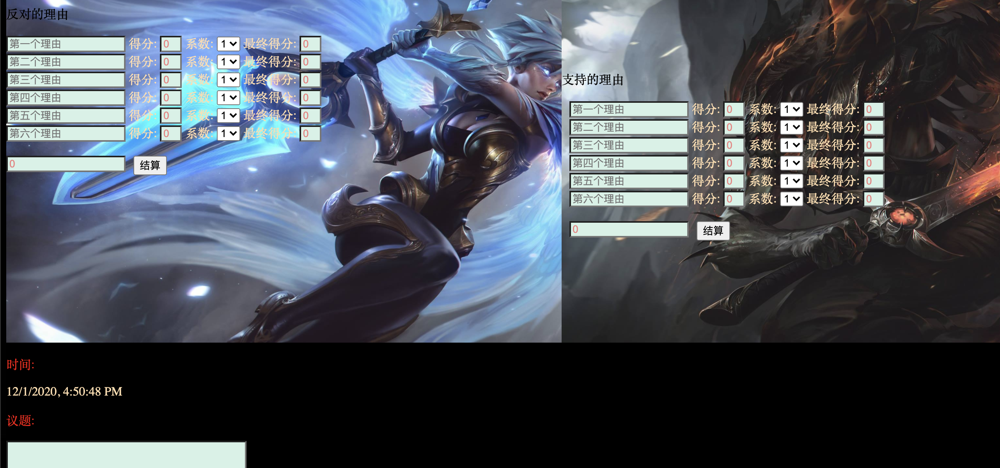 反对的理由
第一个理由 得分: 0 系数: 1 最终得分: 0
第二个理由 得分: 0 系数: 1 最终得分: 0
第三个理由 得分: 0 系数: 1 最终得分: 0
第四个理由 得分: 0 系数: 1 最终得分: 0
第五个理由 得分: 0 系数: 1 最终得分: 0
第六个理由 得分: 0 系数: 1 最终得分: 0
0 结算
支持的理由
第一个理由 得分: 0 系数: 1 最终得分: 0
第二个理由 得分: 0 系数: 1 最终得分: 0
第三个理由 得分: 0 系数: 1 最终得分: 0
第四个理由 得分: 0 系数: 1 最终得分: 0
第五个理由 得分: 0 系数: 1 最终得分: 0
第六个理由 得分: 0 系数: 1 最终得分: 0
0 结算
时间:
12/1/2020, 4:50:48 PM
议题: